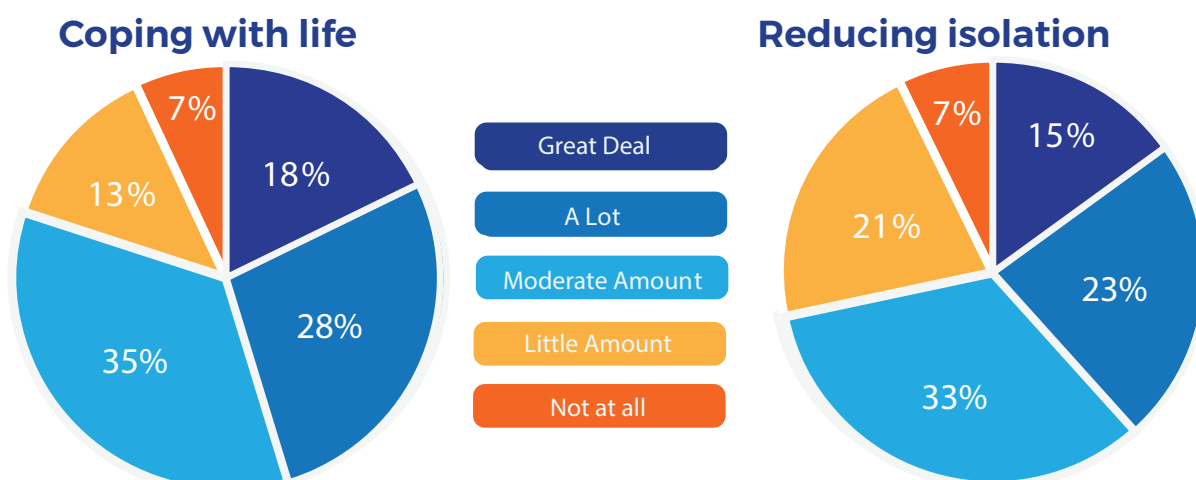 Coping with life
7%
18%
13%
28%
35%
Great Deal
A Lot
Moderate Amount
Little Amount
Not at all
Reducing isolation
7%
15%
21%
23%
33%